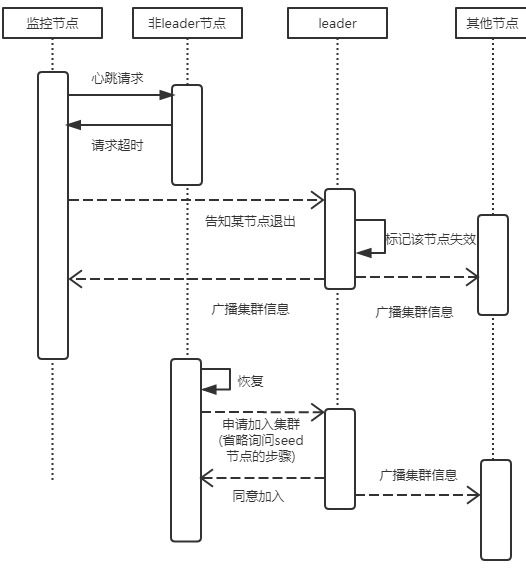 监控节点
非leader节点
leader
其他节点
心跳请求
请求超时
告知某节点退出
标记该节点失效
广播集群信息
广播集群信息
恢复
申请加入集群
(省略询问seed
节点的步骤)
广播集群信息
同意加入